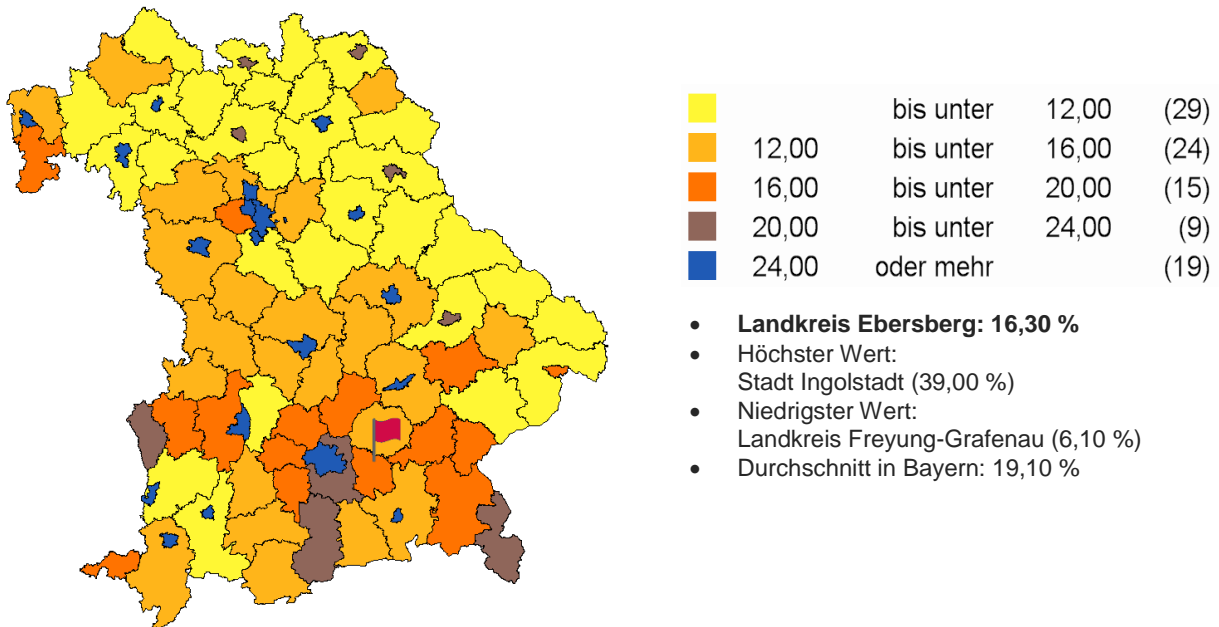 bis unter 12,00 (29)
12,00 bis unter 16,00 (24)
16,00 bis unter 20,00 (15)
20,00 bis unter 24,00 (9)
24,00 oder mehr (19)
• Landkreis Ebersberg: 16,30 %
• Höchster Wert:
Stadt Ingolstadt (39,00 %)
• Niedrigster Wert:
Landkreis Freyung-Grafenau (6,10 %)
• Durchschnitt in Bayern: 19,10 %